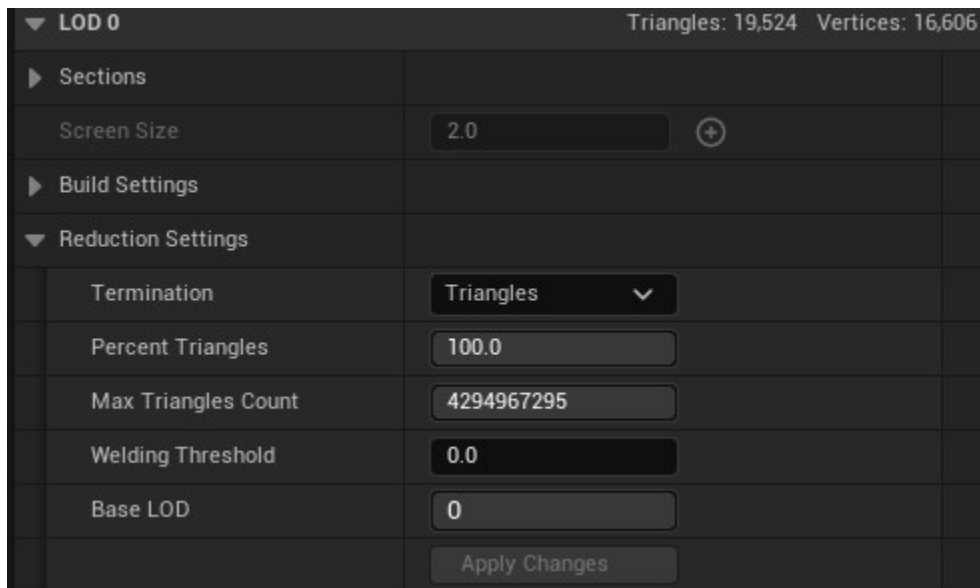 LOD 0 Triangles: 19,524 Vertices: 16,606
Sections
Screen Size 2.0
Build Settings
Reduction Settings
Termination Triangles
Percent Triangles 100.0
Max Triangles Count 4294967295
Welding Threshold 0.0
Base LOD 0
Apply Changes